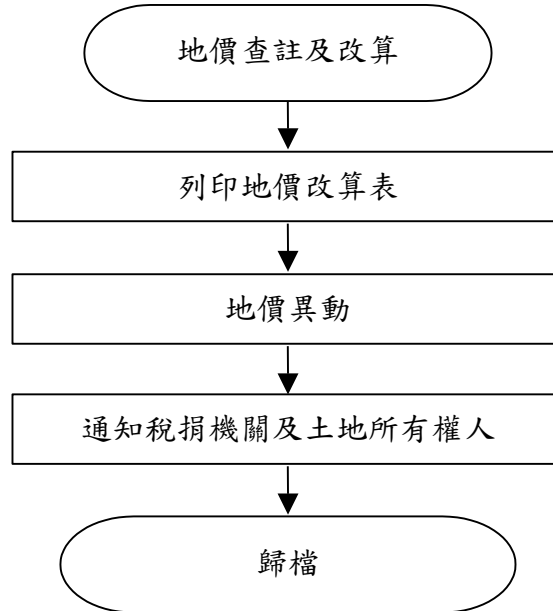 地價查註及改算
列印地價改算表
地價異動
通知稅捐機關及土地所有權人
歸檔